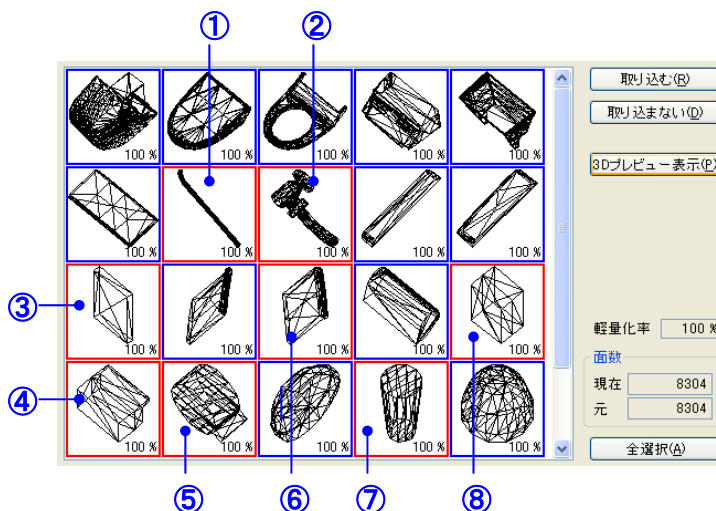 ① ②
取り込む(R)
取り込まない(D)
3Dプレビュー表示(P)
100 % 100 % 100 % 100 % 100 %
100 % 100 % 100 % 100 % 100 %
③
100 % 100 % 100 % 100 % 100 %
④
100 % 100 % 100 % 100 % 100 %
軽量化率 100 %
面数
現在 8304
元 8304
全選択(A)
⑤ ⑥ ⑦ ⑧